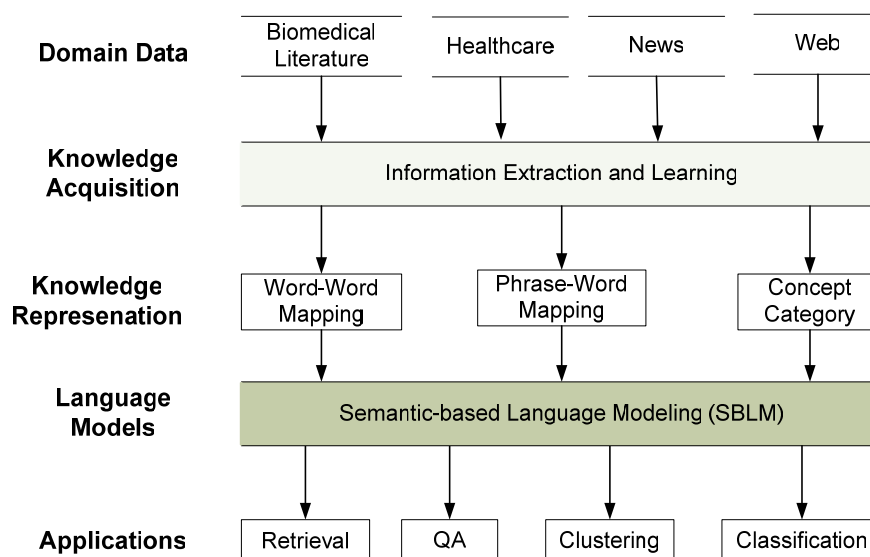 Domain Data
Biomedical
Literature
Healthcare
News
Web
Knowledge
Acquisition
Information Extraction and Learning
Knowledge
Represenation
Word-Word
Mapping
Phrase-Word
Mapping
Concept
Category
Language
Models
Semantic-based Language Modeling (SBLM)
Applications
Retrieval
QA
Clustering
Classification